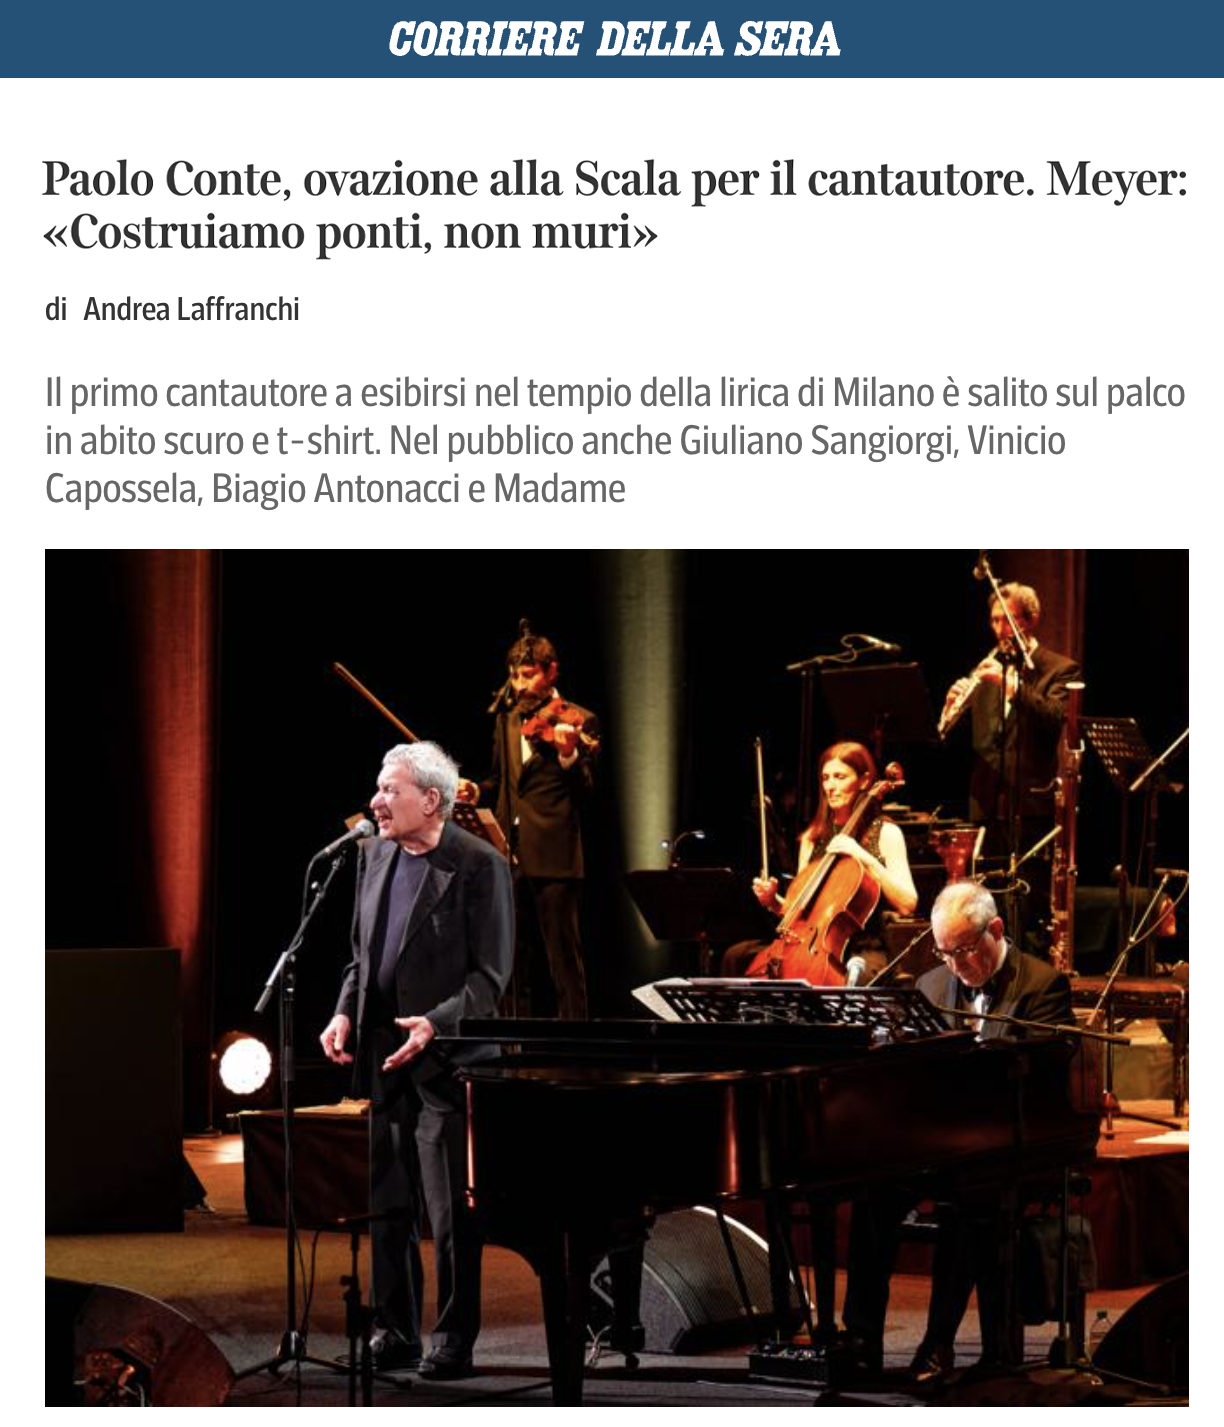 CORRIERE DELLA SERA
Paolo Conte, ovazione alla Scala per il cantautore. Meyer:
«Costruiamo ponti, non muri»
di Andrea Laffranchi
Il primo cantautore a esibirsi nel tempio della lirica di Milano è salito sul palco
in abito scuro e t-shirt. Nel pubblico anche Giuliano Sangiorgi, Vinicio
Capossela, Biagio Antonacci e Madame